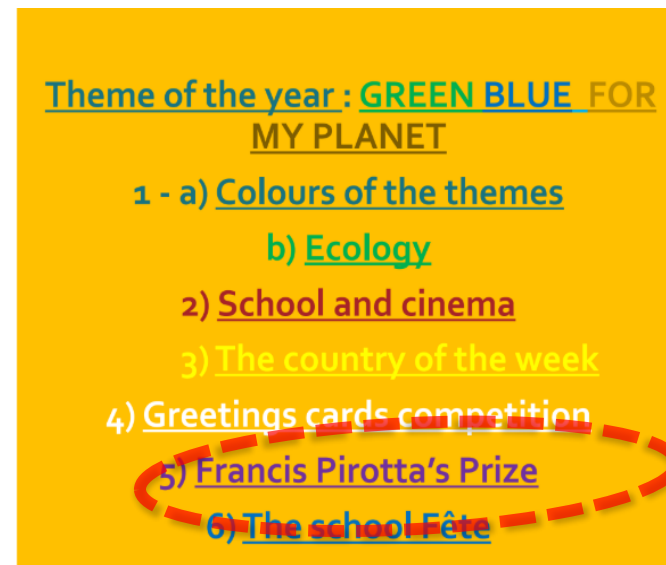 Theme of the year : GREEN BLUE FOR
MY PLANET
1 - a) Colours of the themes
b) Ecology
2) School and cinema
3) The country of the week
4) Greetings cards competition
5) Francis Pirotta's Prize
6) The school Fête